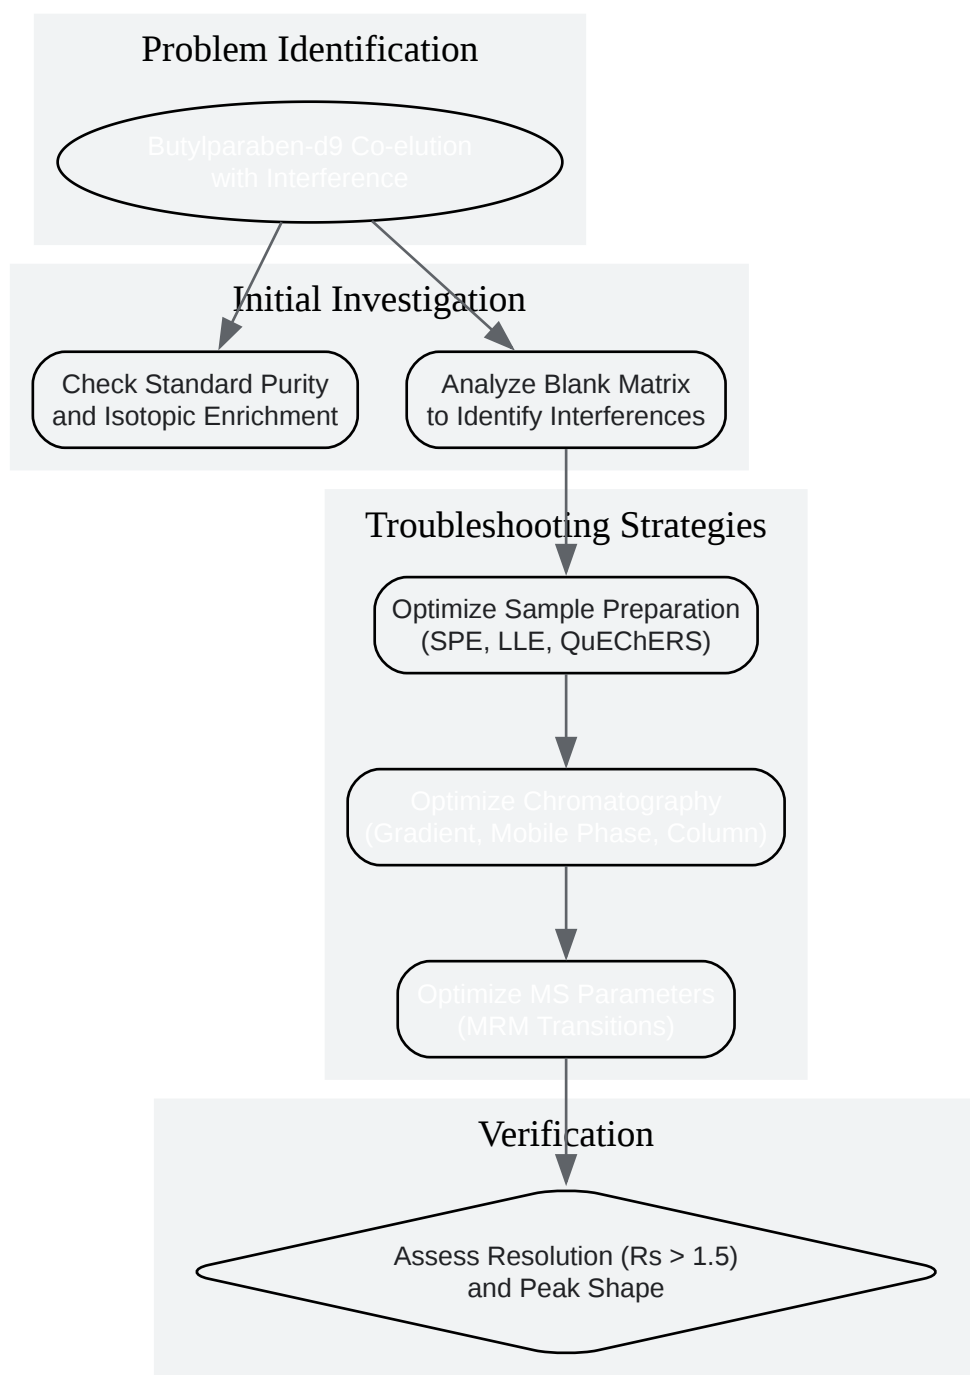 Problem Identification
Butylparaben-d9 Co-elution
with Interference
Initial Investigation
Check Standard Purity
and Isotopic Enrichment
Analyze Blank Matrix
to Identify Interferences
Troubleshooting Strategies
Optimize Sample Preparation
(SPE, LLE, QuEChERS)
Optimize Chromatography
(Gradient, Mobile Phase, Column)
Optimize MS Parameters
(MRM Transitions)
Verification
Assess Resolution (Rs > 1.5)
and Peak Shape